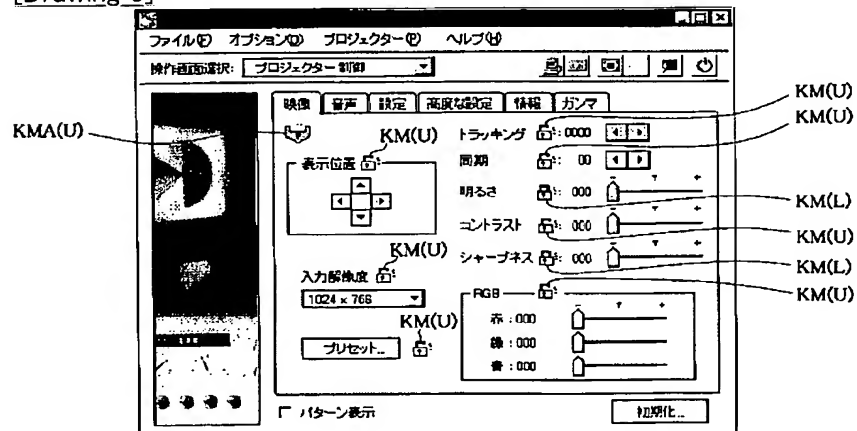 [Drawing 6]
ファイル(F) オプション(O) プロジェクター(P) ヘルプ(H)
操作画面選択: プロジェクター制御
映像 音声 設定 高度な設定 情報 ガンマ
KM(U)
KM(U)
KMA(U)
KM(U)
トラッキング : 0000
表示位置
同期 : 00
明るさ : 000
KM(L)
コントラスト : 000
KM(U)
KM(U)
シャープネス : 000
KM(L)
入力解像度
1024 × 766
RGB
KM(U)
赤 : 000
KM(U)
プリセット...
緑 : 000
青 : 000
パターン表示
初期化...